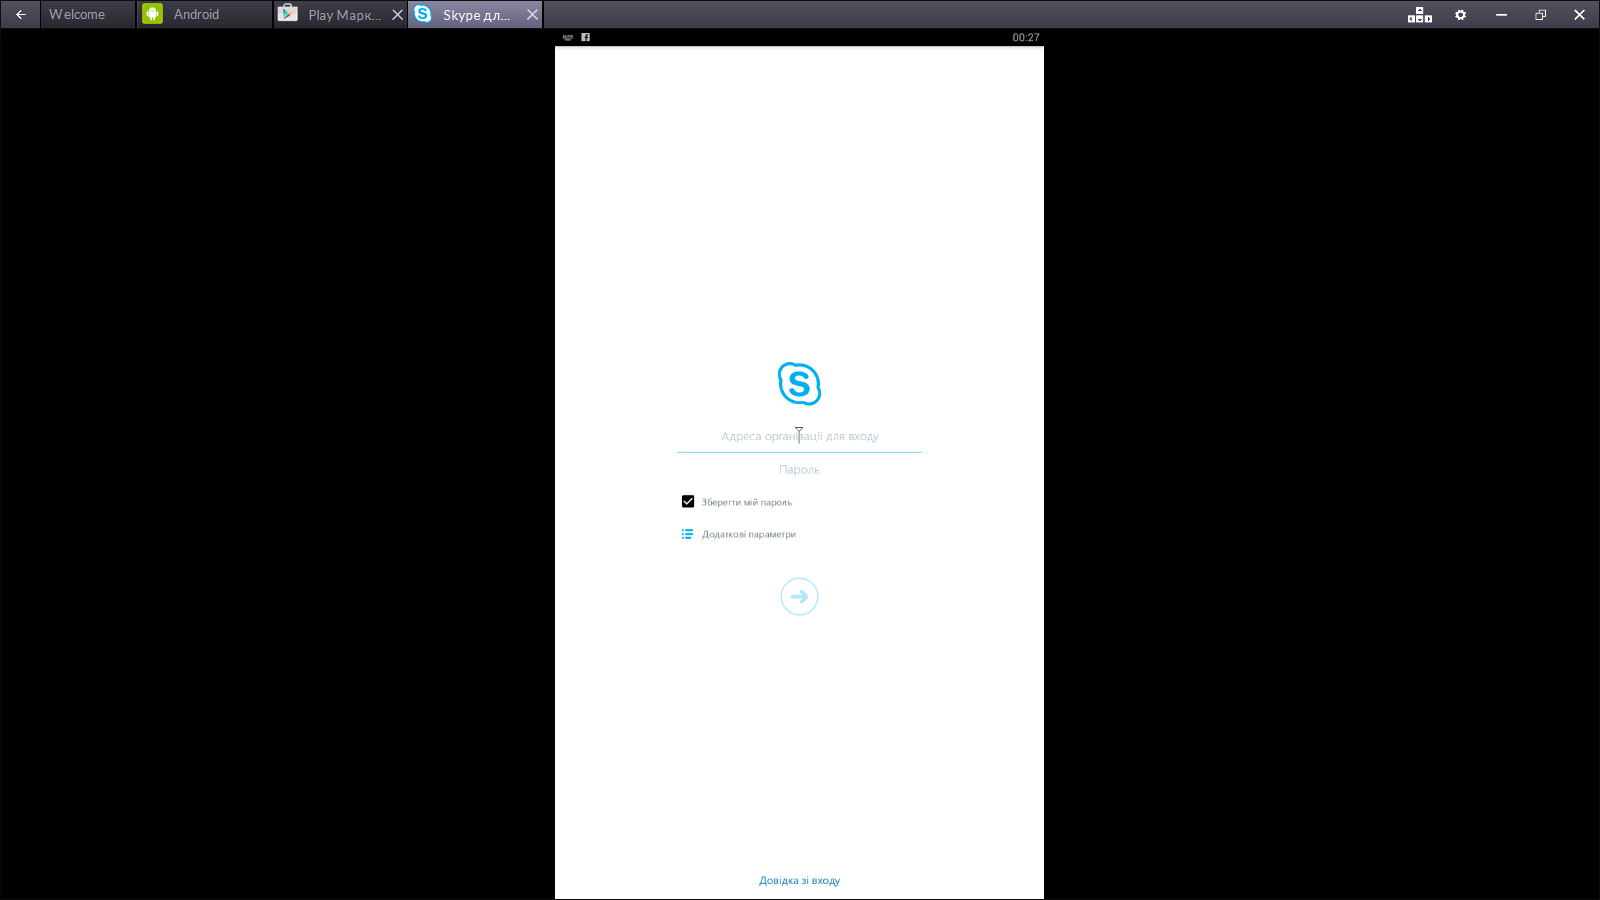 Welcome
Android
Play Марк...
Skype дл...
00:27
Адреса організації для входу
Пароль
Зберегти мій пароль
Додаткові параметри
Довідка зі входу